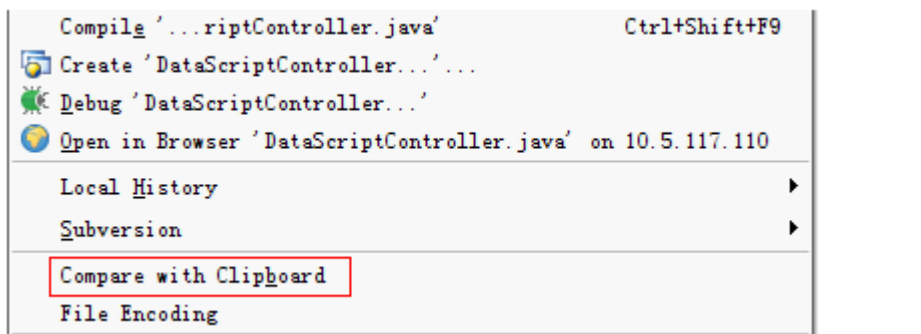 Compile '...riptController.java' Ctrl+Shift+F9
Create 'DataScriptController...'...
Debug 'DataScriptController...'
Open in Browser 'DataScriptController.java' on 10.5.117.110
Local History
Subversion
Compare with Clipboard
File Encoding